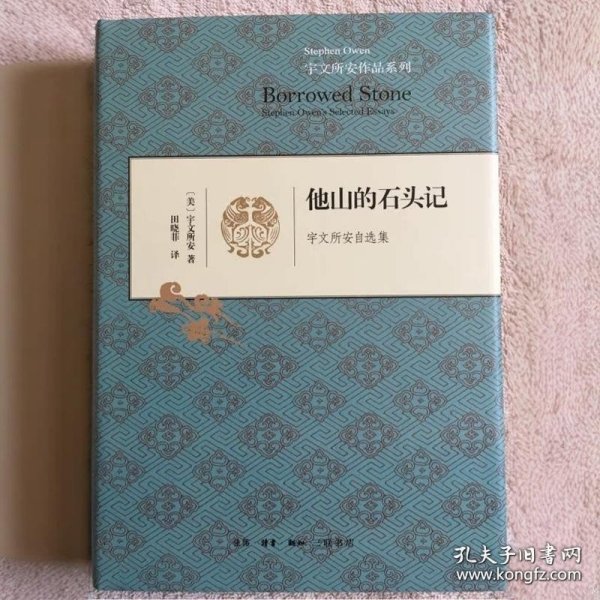 Stephen Owen
宇文所安作品系列
Borrowed Stone
Stephen Owen's Selected Essays
他山的石头记
宇文所安自选集
〔美〕宇文所安 著
田晓菲 译
生活 读书 新知 三联书店
孔夫子旧书网
www.kongfz.com